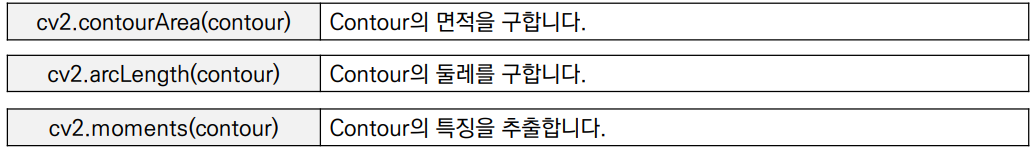 cv2.contourArea(contour) Contour의 면적을 구합니다.
cv2.arcLength(contour) Contour의 둘레를 구합니다.
cv2.moments(contour) Contour의 특징을 추출합니다.